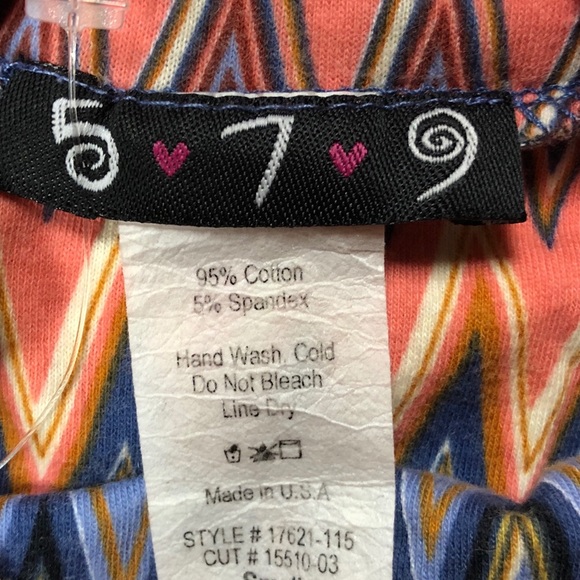 5 ♥ 7 ♥ 9
95% Cotton
5% Spandex
Hand Wash Cold
Do Not Bleach
Line Dry
Made in U.S.A
STYLE # 17621-115
CUT # 15510-03
Small